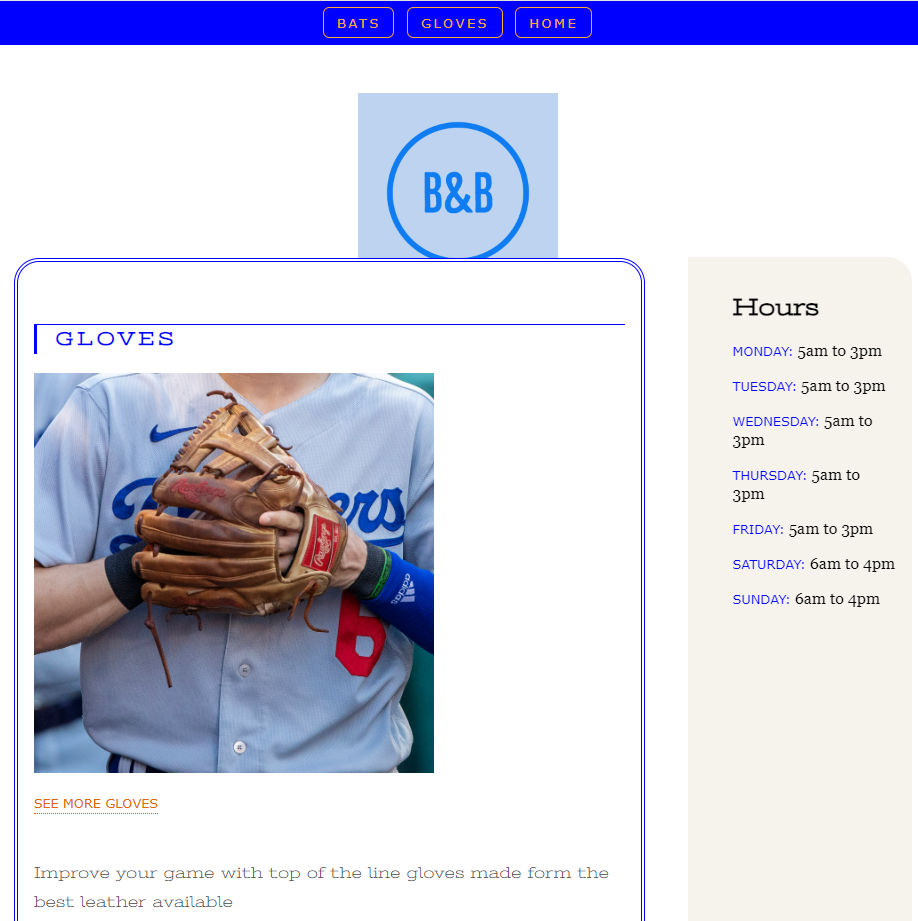 BATS
GLOVES
HOME
B&B
GLOVES
Rawlings
Rawlings
adidas
6
SEE MORE GLOVES
Improve your game with top of the line gloves made form the
best leather available
Hours
MONDAY: 5am to 3pm
TUESDAY: 5am to 3pm
WEDNESDAY: 5am to
3pm
THURSDAY: 5am to
3pm
FRIDAY: 5am to 3pm
SATURDAY: 6am to 4pm
SUNDAY: 6am to 4pm